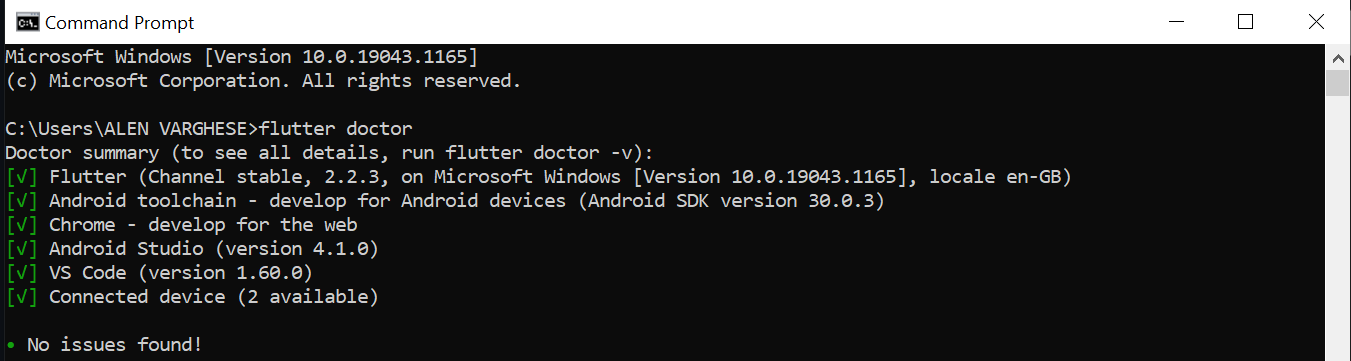 Command Prompt
Microsoft Windows [Version 10.0.19043.1165]
(c) Microsoft Corporation. All rights reserved.
C:\Users\ALEN VARGHESE>flutter doctor
Doctor summary (to see all details, run flutter doctor -v):
[√] Flutter (Channel stable, 2.2.3, on Microsoft Windows [Version 10.0.19043.1165], locale en-GB)
[√] Android toolchain - develop for Android devices (Android SDK version 30.0.3)
[√] Chrome - develop for the web
[√] Android Studio (version 4.1.0)
[√] VS Code (version 1.60.0)
[√] Connected device (2 available)
• No issues found!